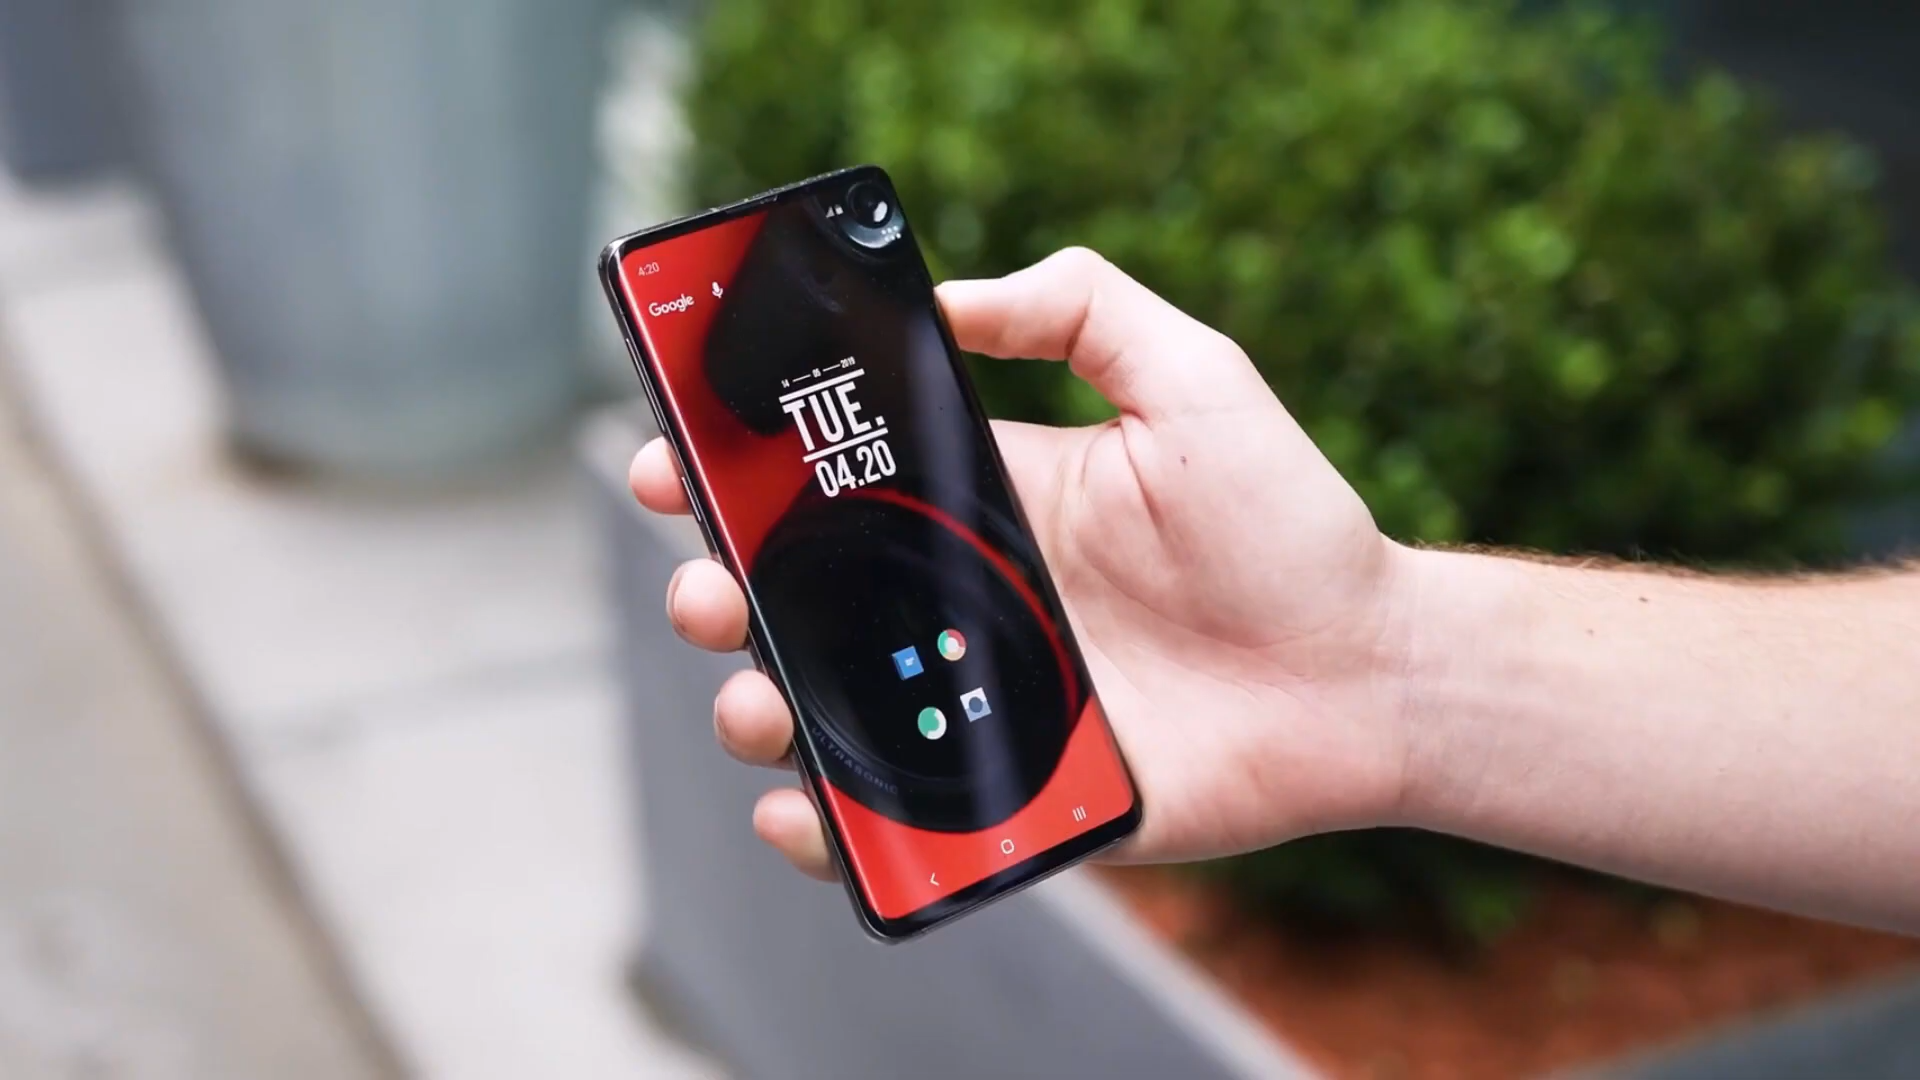 4:20
Google
14 — 05 — 2019
TUE.
04.20
ULTRASONIC